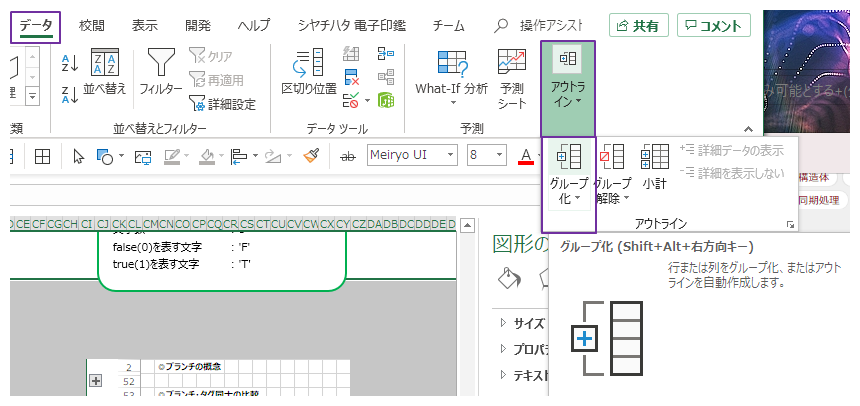 データ 校閲 表示 開発 ヘルプ シヤチハタ 電子印鑑 チーム 操作アシスト 共有 コメント
クリア
再適用
詳細設定
並べ替え フィルター 区切り位置 What-If 分析 予測 シート アウトライン
理
み可能とする+(
類 並べ替えとフィルター データ ツール 予測
ab Meiryo UI 8 A
グループ化 グループ解除 小計
詳細データの表示
詳細を表示しない
アウトライン
構造体
同期処理
CE CF CG CH CI CJ CK CL CM CN CO CP CQ CR CS CT CU CV CW CX CY CZ DA DB DC DD DE D
false(0)を表す文字 : 'F'
true(1)を表す文字 : 'T'
図形の
グループ化 (Shift+Alt+右方向キー)
行または列をグループ化、またはアウトラインを自動作成します。
サイズ
プロパテ
テキスト
2 ◎ブランチの概念
52
53 ◎ブランチ・タグ同士の比較